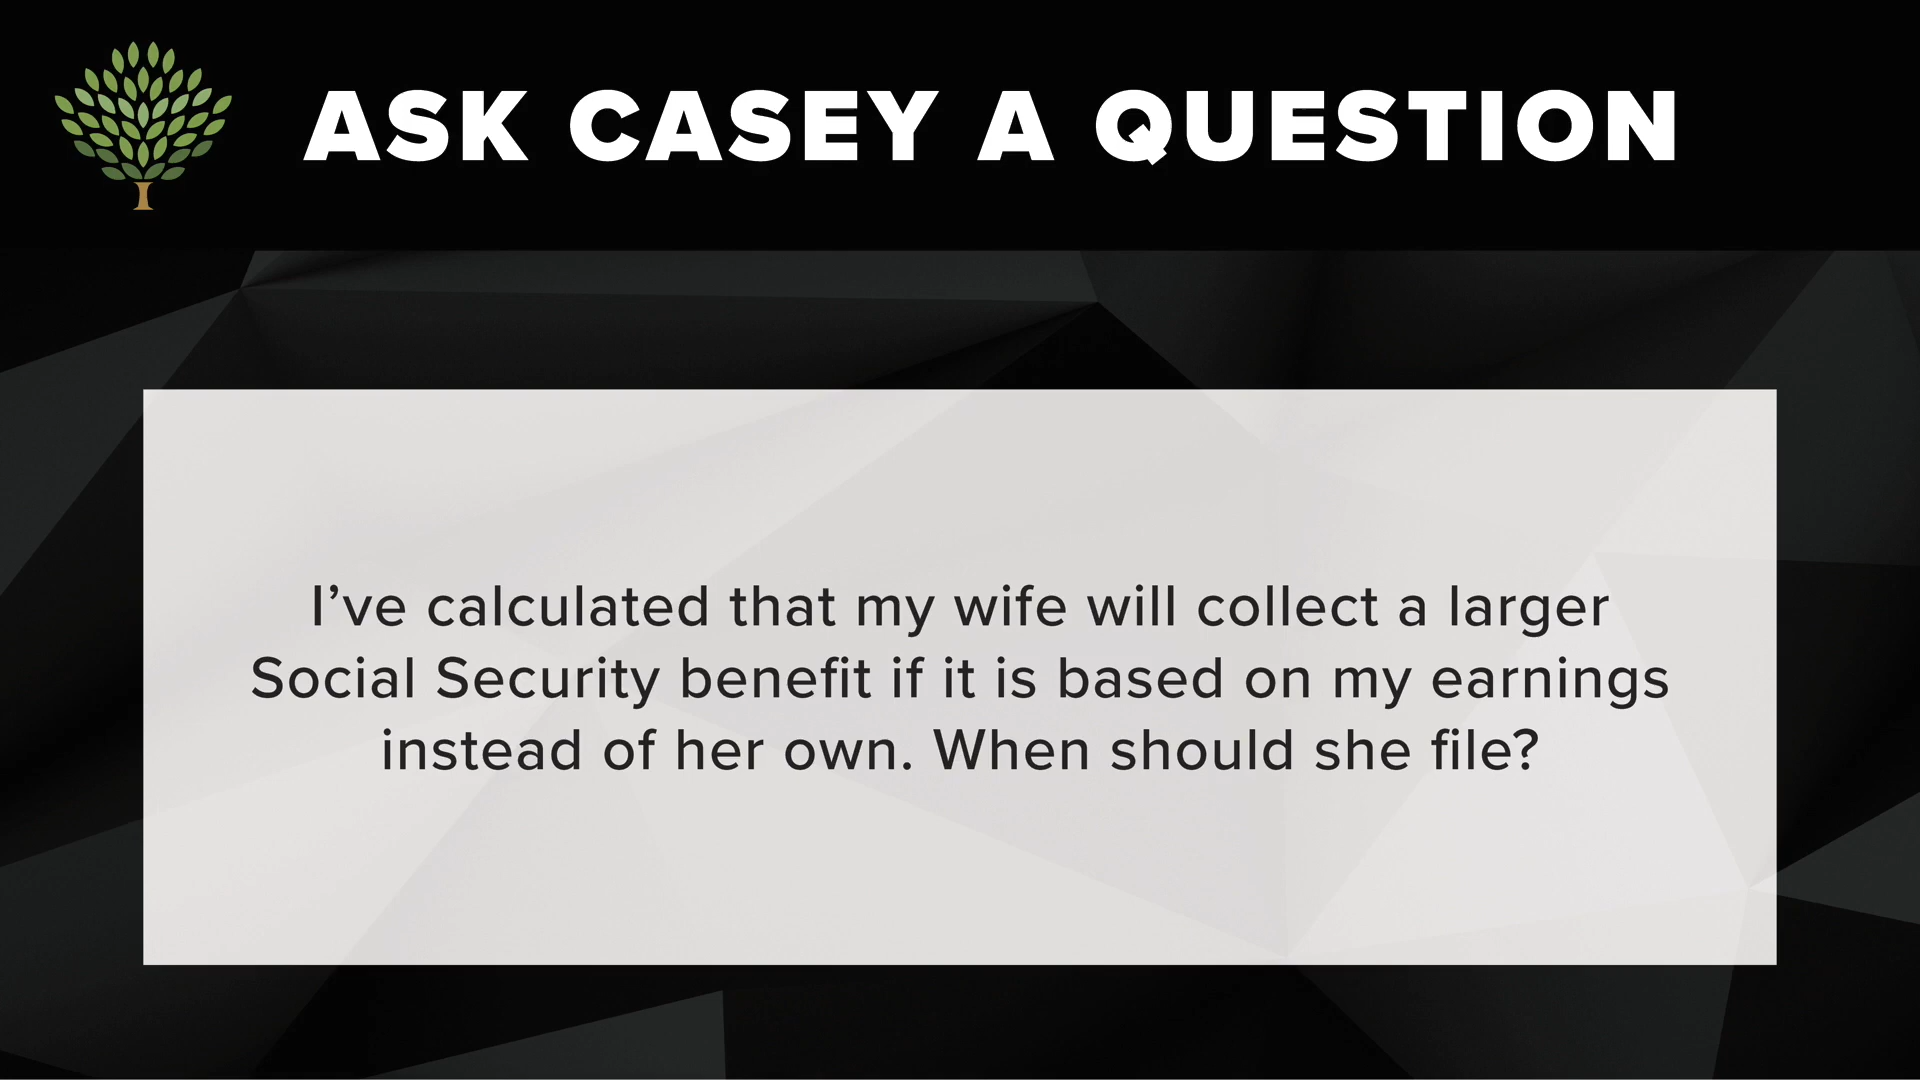 ASK CASEY A QUESTION
I’ve calculated that my wife will collect a larger
Social Security benefit if it is based on my earnings
instead of her own. When should she file?